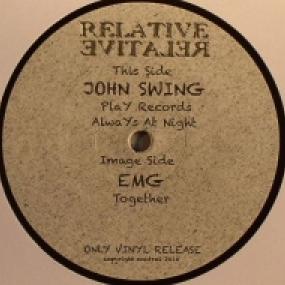 RELATIVE
RELATIVE
This Side
JOHN SWING
PlaY Records
AlwaYs At Night
Image Side
EMG
Together
ONLY VINYL RELEASE